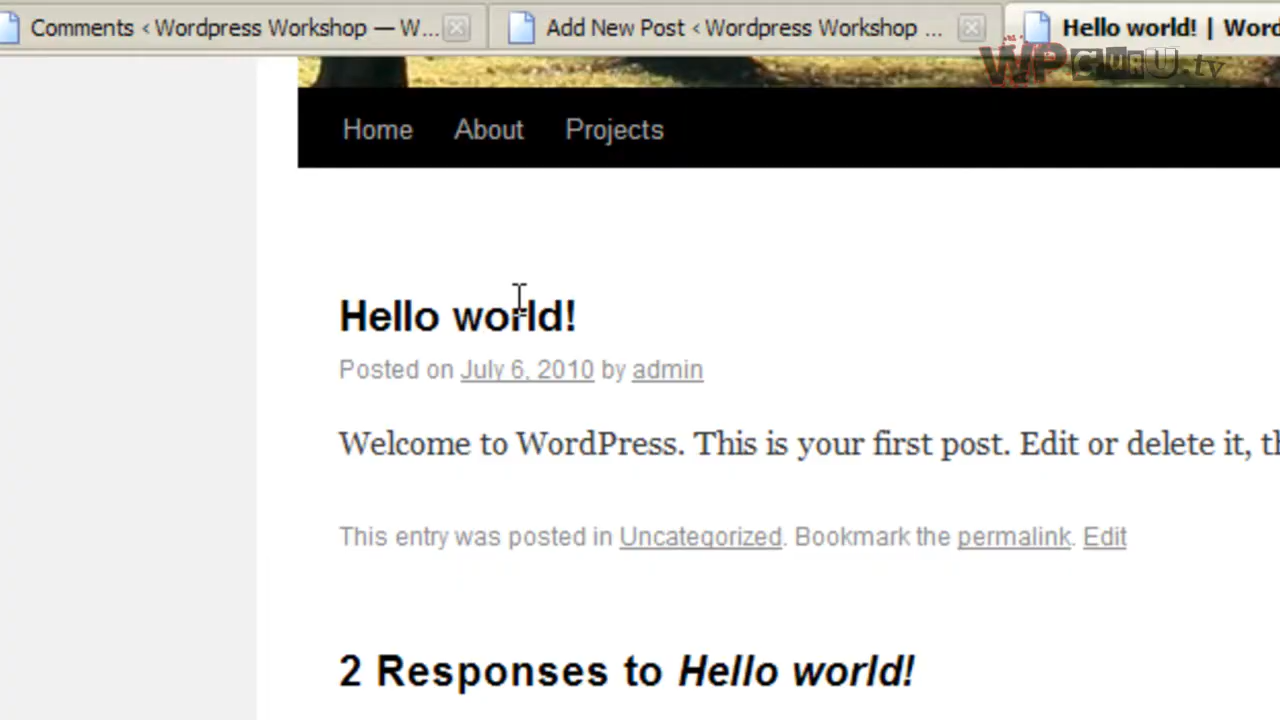 Comments ‹ Wordpress Workshop — W...
Add New Post ‹ Wordpress Workshop ...
Hello world! | Word
WPGURU.tv
Home About Projects
Hello world!
Posted on July 6, 2010 by admin
Welcome to WordPress. This is your first post. Edit or delete it, th
This entry was posted in Uncategorized. Bookmark the permalink. Edit
2 Responses to Hello world!